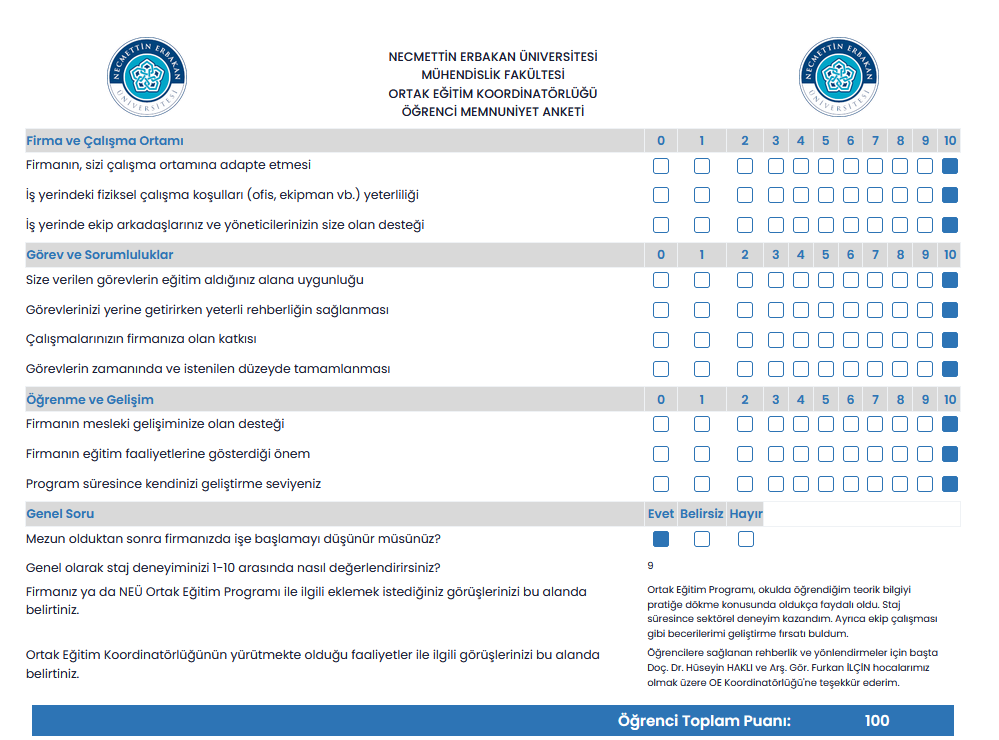 NECMETTİN ERBAKAN
ÜNİVERSİTESİ
NECMETTİN ERBAKAN ÜNİVERSİTESİ
MÜHENDİSLİK FAKÜLTESİ
ORTAK EĞİTİM KOORDİNATÖRLÜĞÜ
ÖĞRENCİ MEMNUNİYET ANKETİ
NECMETTİN ERBAKAN
ÜNİVERSİTESİ
Firma ve Çalışma Ortamı 0 1 2 3 4 5 6 7 8 9 10
Firmanın, sizi çalışma ortamına adapte etmesi
İş yerindeki fiziksel çalışma koşulları (ofis, ekipman vb.) yeterliliği
İş yerinde ekip arkadaşlarınız ve yöneticilerinizin size olan desteği
Görev ve Sorumluluklar 0 1 2 3 4 5 6 7 8 9 10
Size verilen görevlerin eğitim aldığınız alana uygunluğu
Görevlerinizi yerine getirirken yeterli rehberliğin sağlanması
Çalışmalarınızın firmanıza olan katkısı
Görevlerin zamanında ve istenilen düzeyde tamamlanması
Öğrenme ve Gelişim 0 1 2 3 4 5 6 7 8 9 10
Firmanın mesleki gelişiminize olan desteği
Firmanın eğitim faaliyetlerine gösterdiği önem
Program süresince kendinizi geliştirme seviyeniz
Genel Soru Evet Belirsiz Hayır
Mezun olduktan sonra firmanızda işe başlamayı düşünür müsünüz?
Genel olarak staj deneyiminizi 1-10 arasında nasıl değerlendirirsiniz? 9
Firmanız ya da NEÜ Ortak Eğitim Programı ile ilgili eklemek istediğiniz görüşlerinizi bu alanda
belirtiniz.
Ortak Eğitim Programı, okulda öğrendiğim teorik bilgiyi
pratiğe dökme konusunda oldukça faydalı oldu. Staj
süresince sektörel deneyim kazandım. Ayrıca ekip çalışması
gibi becerilerimi geliştirme fırsatı buldum.
Ortak Eğitim Koordinatörlüğünün yürütmekte olduğu faaliyetler ile ilgili görüşlerinizi bu alanda
belirtiniz.
Öğrencilere sağlanan rehberlik ve yönlendirmeler için başta
Doç. Dr. Hüseyin HAKLI ve Arş. Gör. Furkan İLÇİN hocalarımız
olmak üzere OE Koordinatörlüğü'ne teşekkür ederim.
Öğrenci Toplam Puanı: 100